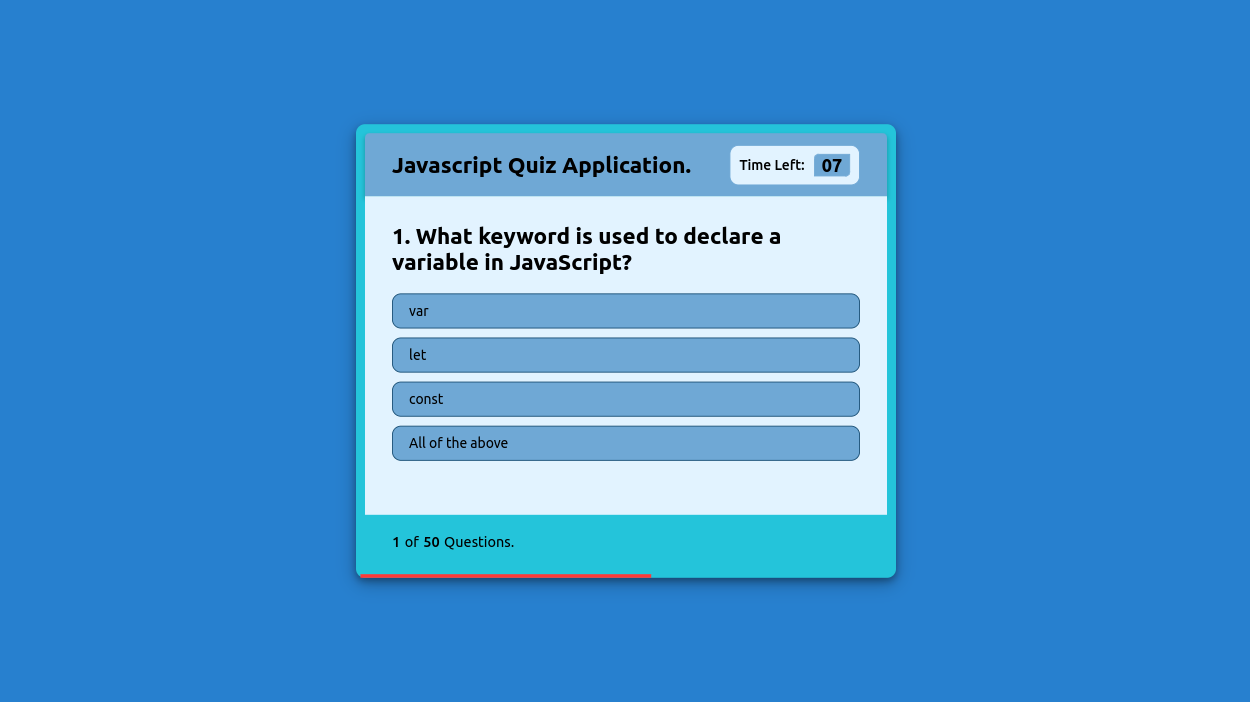 Javascript Quiz Application.
Time Left: 07
1. What keyword is used to declare a
variable in JavaScript?
var
let
const
All of the above
1 of 50 Questions.